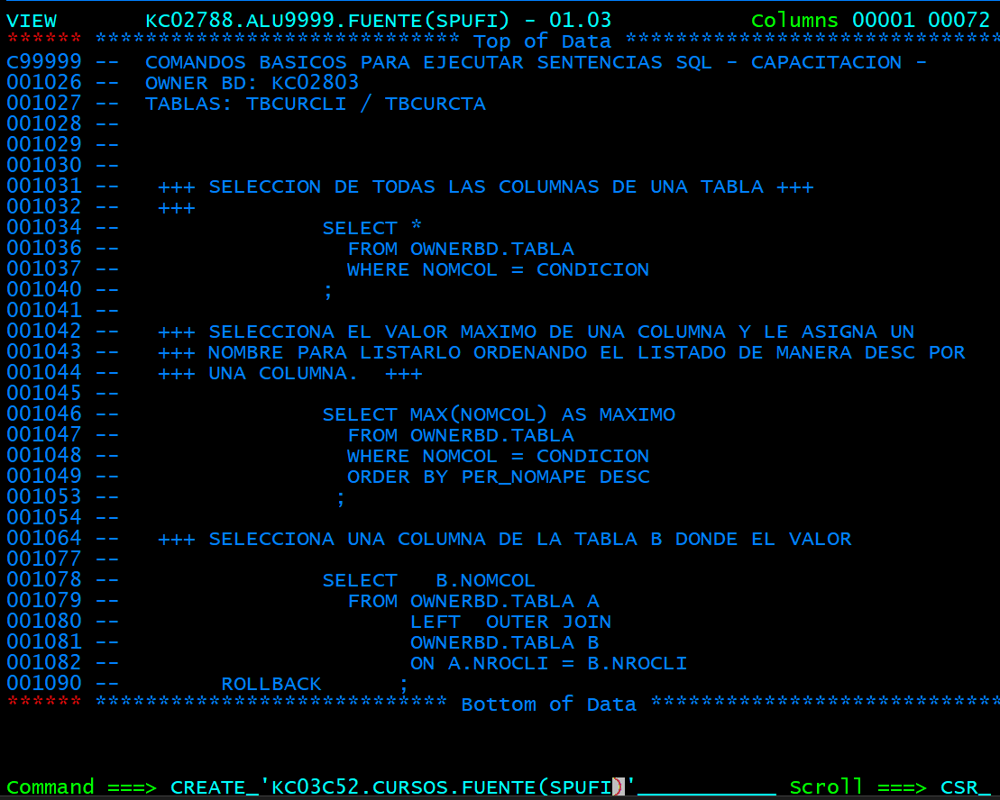 VIEW       KC02788.ALU9999.FUENTE(SPUFI) - 01.03           Columns 00001 00072
****** ***************************** Top of Data ******************************
c99999 --  COMANDOS BASICOS PARA EJECUTAR SENTENCIAS SQL - CAPACITACION -
001026 --  OWNER BD: KC02803
001027 --  TABLAS: TBCURCLI / TBCURCTA
001028 --
001029 --
001030 --
001031 --   +++ SELECCION DE TODAS LAS COLUMNAS DE UNA TABLA +++
001032 --   +++
001034 --                SELECT *
001036 --                  FROM OWNERBD.TABLA
001037 --                  WHERE NOMCOL = CONDICION
001040 --                ;
001041 --
001042 --   +++ SELECCIONA EL VALOR MAXIMO DE UNA COLUMNA Y LE ASIGNA UN
001043 --   +++ NOMBRE PARA LISTARLO ORDENANDO EL LISTADO DE MANERA DESC POR
001044 --   +++ UNA COLUMNA.  +++
001045 --
001046 --                SELECT MAX(NOMCOL) AS MAXIMO
001047 --                  FROM OWNERBD.TABLA
001048 --                  WHERE NOMCOL = CONDICION
001049 --                  ORDER BY PER_NOMAPE DESC
001053 --                 ;
001054 --
001064 --   +++ SELECCIONA UNA COLUMNA DE LA TABLA B DONDE EL VALOR
001077 --
001078 --                SELECT   B.NOMCOL
001079 --                  FROM OWNERBD.TABLA A
001080 --                       LEFT  OUTER JOIN
001081 --                       OWNERBD.TABLA B
001082 --                       ON A.NROCLI = B.NROCLI
001090 --        ROLLBACK      ;
****** **************************** Bottom of Data ****************************
Command ===> CREATE_'KC03c52.CURSOS.FUENTE(SPUFI)'___________ Scroll ===> CSR_